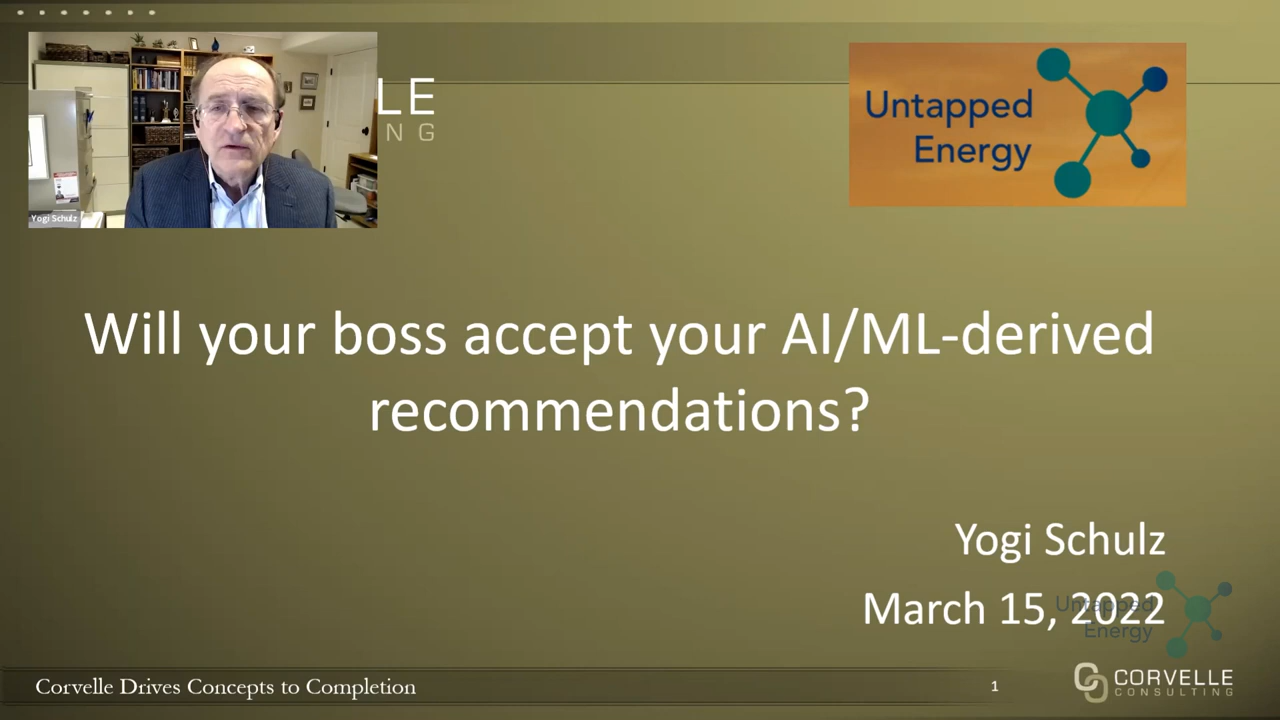 LE
NG
Untapped
Energy
Yogi Schulz
Will your boss accept your AI/ML-derived
recommendations?
Yogi Schulz
March 15, 2022
Untapped
Energy
Corvelle Drives Concepts to Completion
1
CORVELLE
CONSULTING